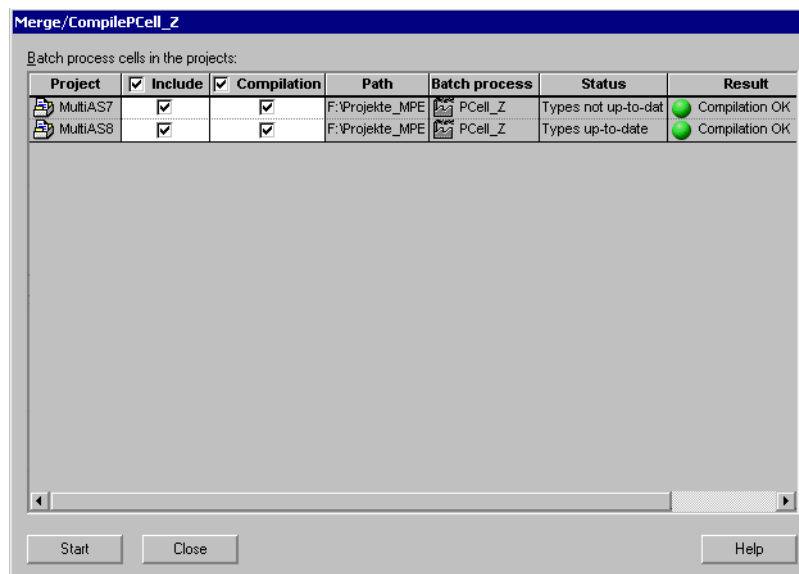 Merge/CompilePCell_Z
Batch process cells in the projects:
Project Include Compilation Path Batch process Status Result
MultiAS7 F:\Projekte_MPE PCell_Z Types not up-to-dat Compilation OK
MultiAS8 F:\Projekte_MPE PCell_Z Types up-to-date Compilation OK
Start Close Help